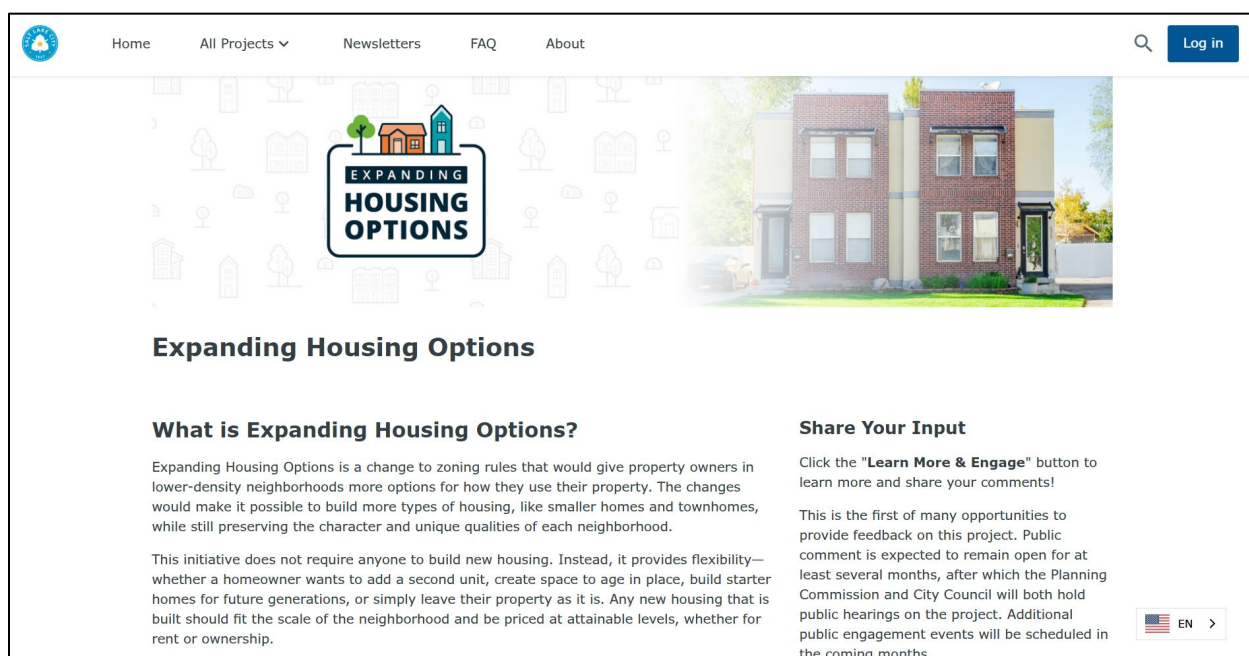 SALT LAKE CITY
Home
All Projects
Newsletters
FAQ
About
Log in
EXPANDING
HOUSING
OPTIONS
Expanding Housing Options
What is Expanding Housing Options?
Expanding Housing Options is a change to zoning rules that would give property owners in
lower-density neighborhoods more options for how they use their property. The changes
would make it possible to build more types of housing, like smaller homes and townhomes,
while still preserving the character and unique qualities of each neighborhood.
This initiative does not require anyone to build new housing. Instead, it provides flexibility—
whether a homeowner wants to add a second unit, create space to age in place, build starter
homes for future generations, or simply leave their property as it is. Any new housing that is
built should fit the scale of the neighborhood and be priced at attainable levels, whether for
rent or ownership.
Share Your Input
Click the "Learn More & Engage" button to
learn more and share your comments!
This is the first of many opportunities to
provide feedback on this project. Public
comment is expected to remain open for at
least several months, after which the Planning
Commission and City Council will both hold
public hearings on the project. Additional
public engagement events will be scheduled in
the coming months.
EN